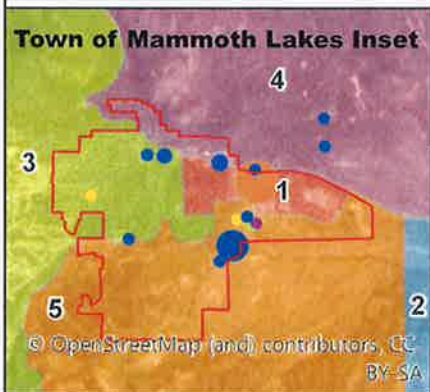 Town of Mammoth Lakes Inset
4
3
1
5
2
© OpenStreetMap (and) contributors, CC
BY-SA